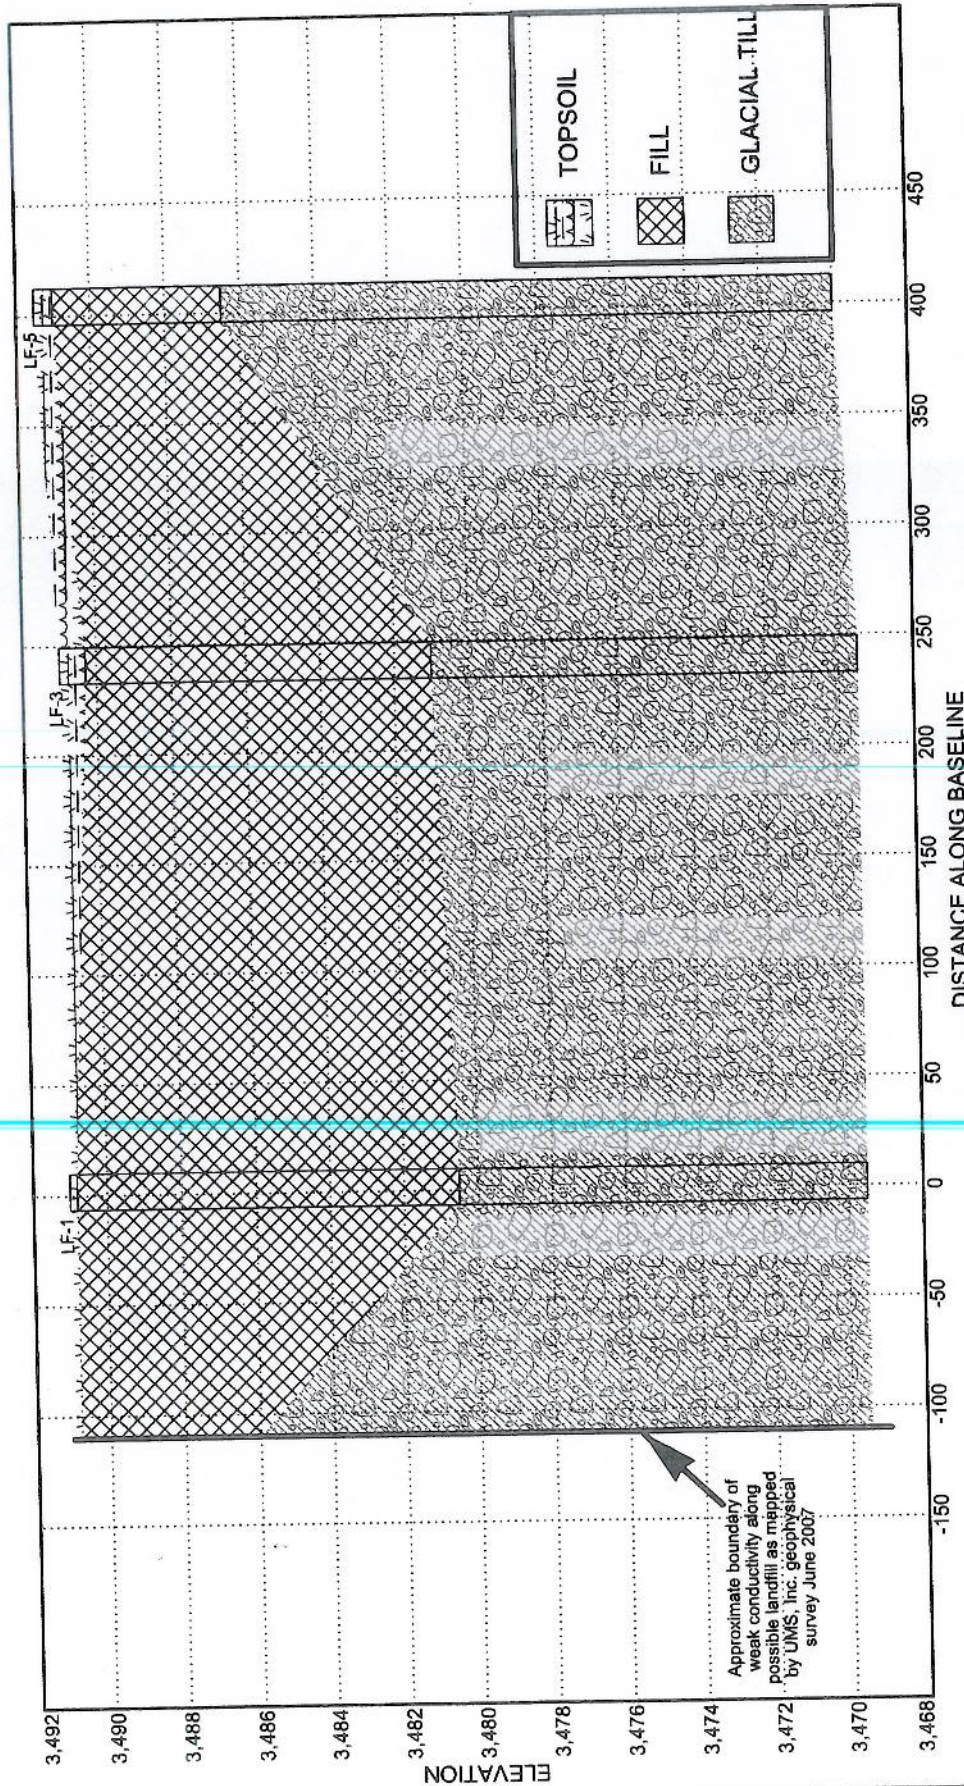 ELEVATION
3,492
3,490
3,488
3,486
3,484
3,482
3,480
3,478
3,476
3,474
3,472
3,470
3,468
LF-1
LF-3
LF-5
Approximate boundary of
weak conductivity along
possible landfill as mapped
by UMS, Inc. geophysical
survey June 2007
TOPSOIL
FILL
GLACIAL TILL
-150
-100
-50
0
50
100
150
200
250
300
350
400
450
DISTANCE ALONG BASELINE